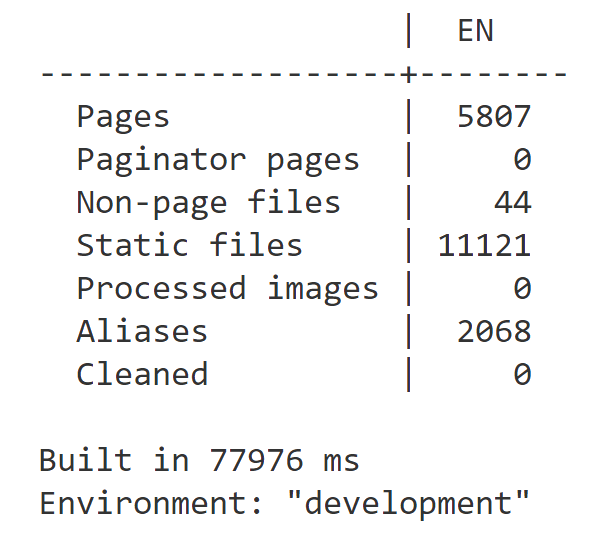 |  EN
-------------------+--------
  Pages            |  5807
  Paginator pages  |     0
  Non-page files   |    44
  Static files     | 11121
  Processed images |     0
  Aliases          |  2068
  Cleaned          |     0

Built in 77976 ms
Environment: "development"